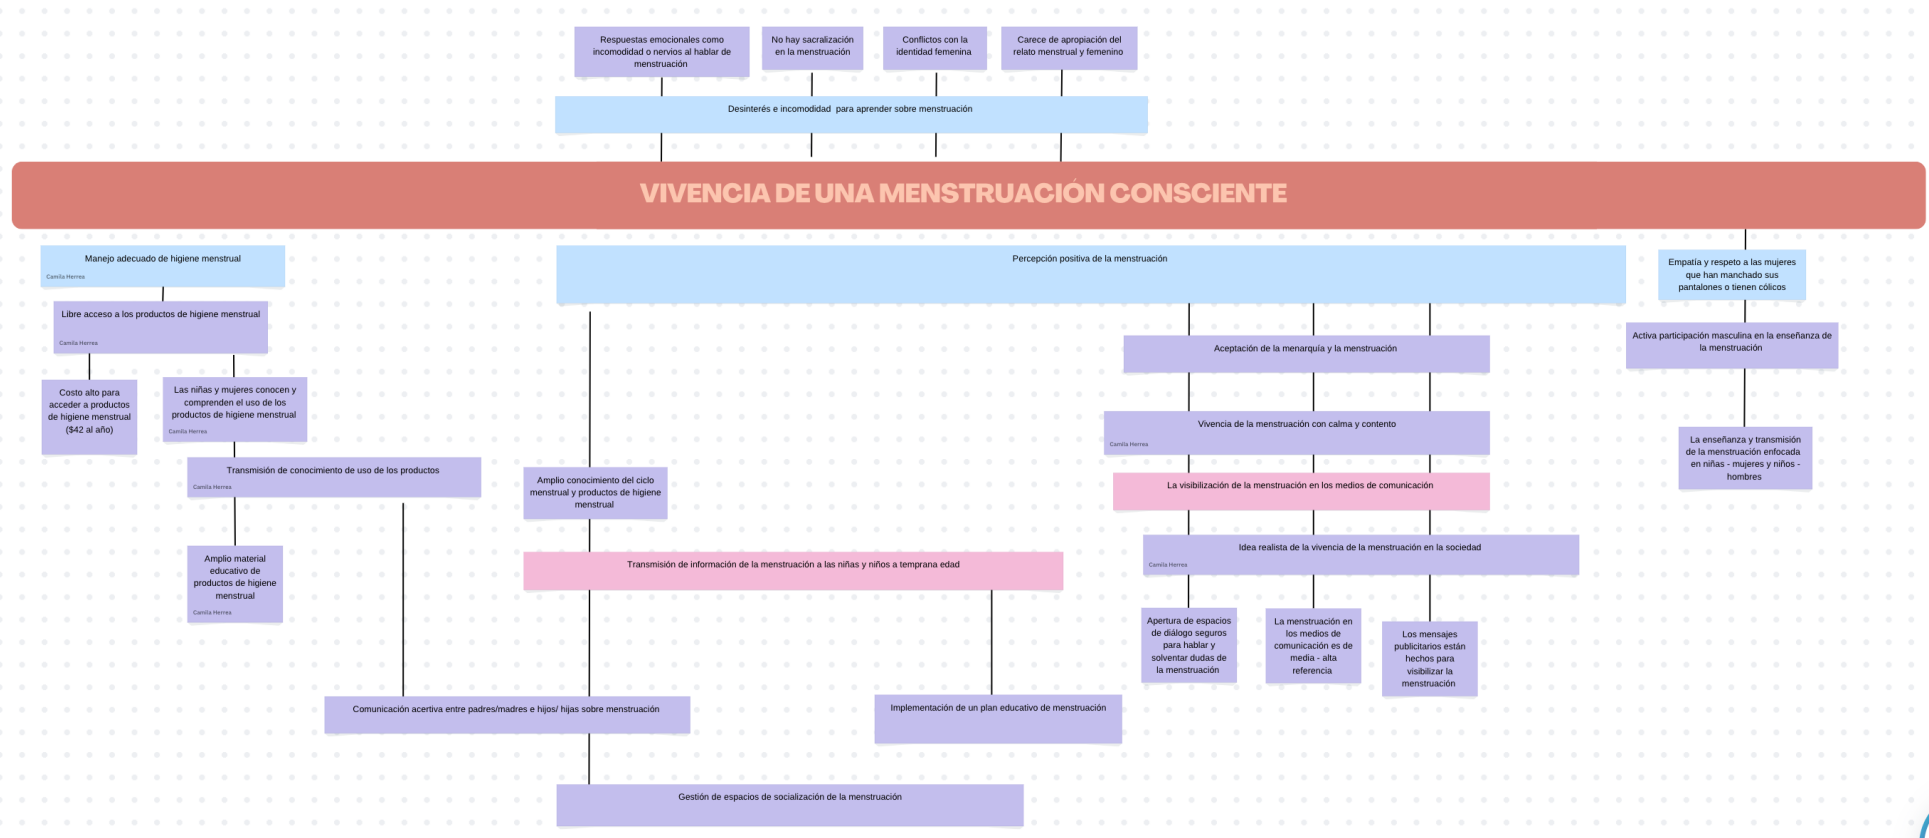 Respuestas emocionales como
incomodidad o nervios al hablar de
menstruación
No hay sacralización
en la menstruación
Conflictos con la
identidad femenina
Carece de apropiación del
relato menstrual y femenino
Desinterés e incomodidad para aprender sobre menstruación
VIVENCIA DE UNA MENSTRUACIÓN CONSCIENTE
Manejo adecuado de higiene menstrual
Camila Herrea
Libre acceso a los productos de higiene menstrual
Camila Herrea
Costo alto para
acceder a productos
de higiene menstrual
($42 al año)
Las niñas y mujeres conocen y
comprenden el uso de los
productos de higiene menstrual
Camila Herrea
Transmisión de conocimiento de uso de los productos
Camila Herrea
Amplio material
educativo de
productos de higiene
menstrual
Camila Herrea
Percepción positiva de la menstruación
Amplio conocimiento del ciclo
menstrual y productos de higiene
menstrual
Transmisión de información de la menstruación a las niñas y niños a temprana edad
Comunicación acertiva entre padres/madres e hijos/ hijas sobre menstruación
Implementación de un plan educativo de menstruación
Gestión de espacios de socialización de la menstruación
Aceptación de la menarquía y la menstruación
Vivencia de la menstruación con calma y contento
Camila Herrea
La visibilización de la menstruación en los medios de comunicación
Idea realista de la vivencia de la menstruación en la sociedad
Camila Herrea
Apertura de espacios
de diálogo seguros
para hablar y
solventar dudas de
la menstruación
La menstruación en
los medios de
comunicación es de
media - alta
referencia
Los mensajes
publicitarios están
hechos para
visibilizar la
menstruación
Empatía y respeto a las mujeres
que han manchado sus
pantalones o tienen cólicos
Activa participación masculina en la enseñanza de
la menstruación
La enseñanza y transmisión
de la menstruación enfocada
en niñas - mujeres y niños -
hombres